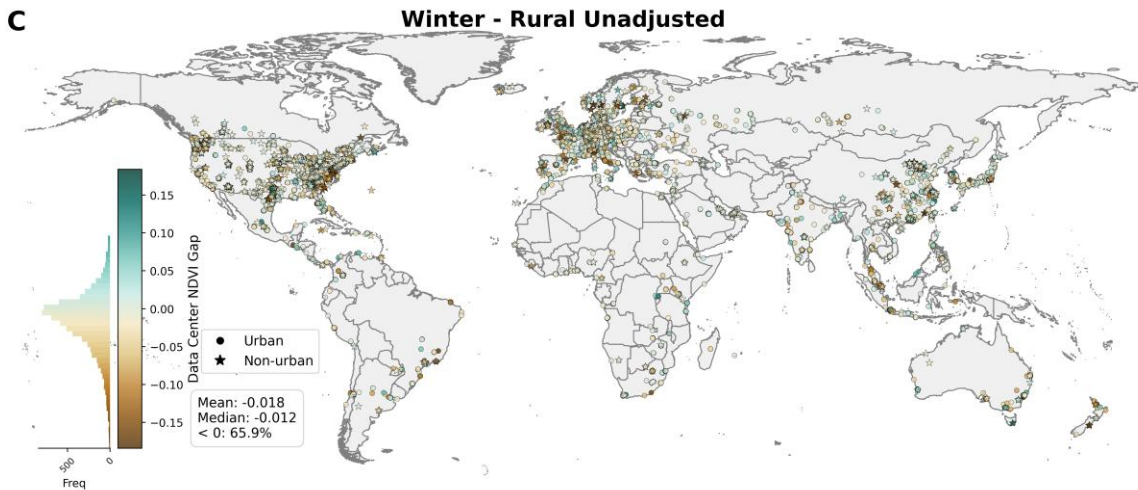 C
Winter - Rural Unadjusted
0.15
0.10
0.05
0.00
−0.05
−0.10
−0.15
Data Center NDVI Gap
500
0
Freq
Urban
Non-urban
Mean: -0.018
Median: -0.012
< 0: 65.9%